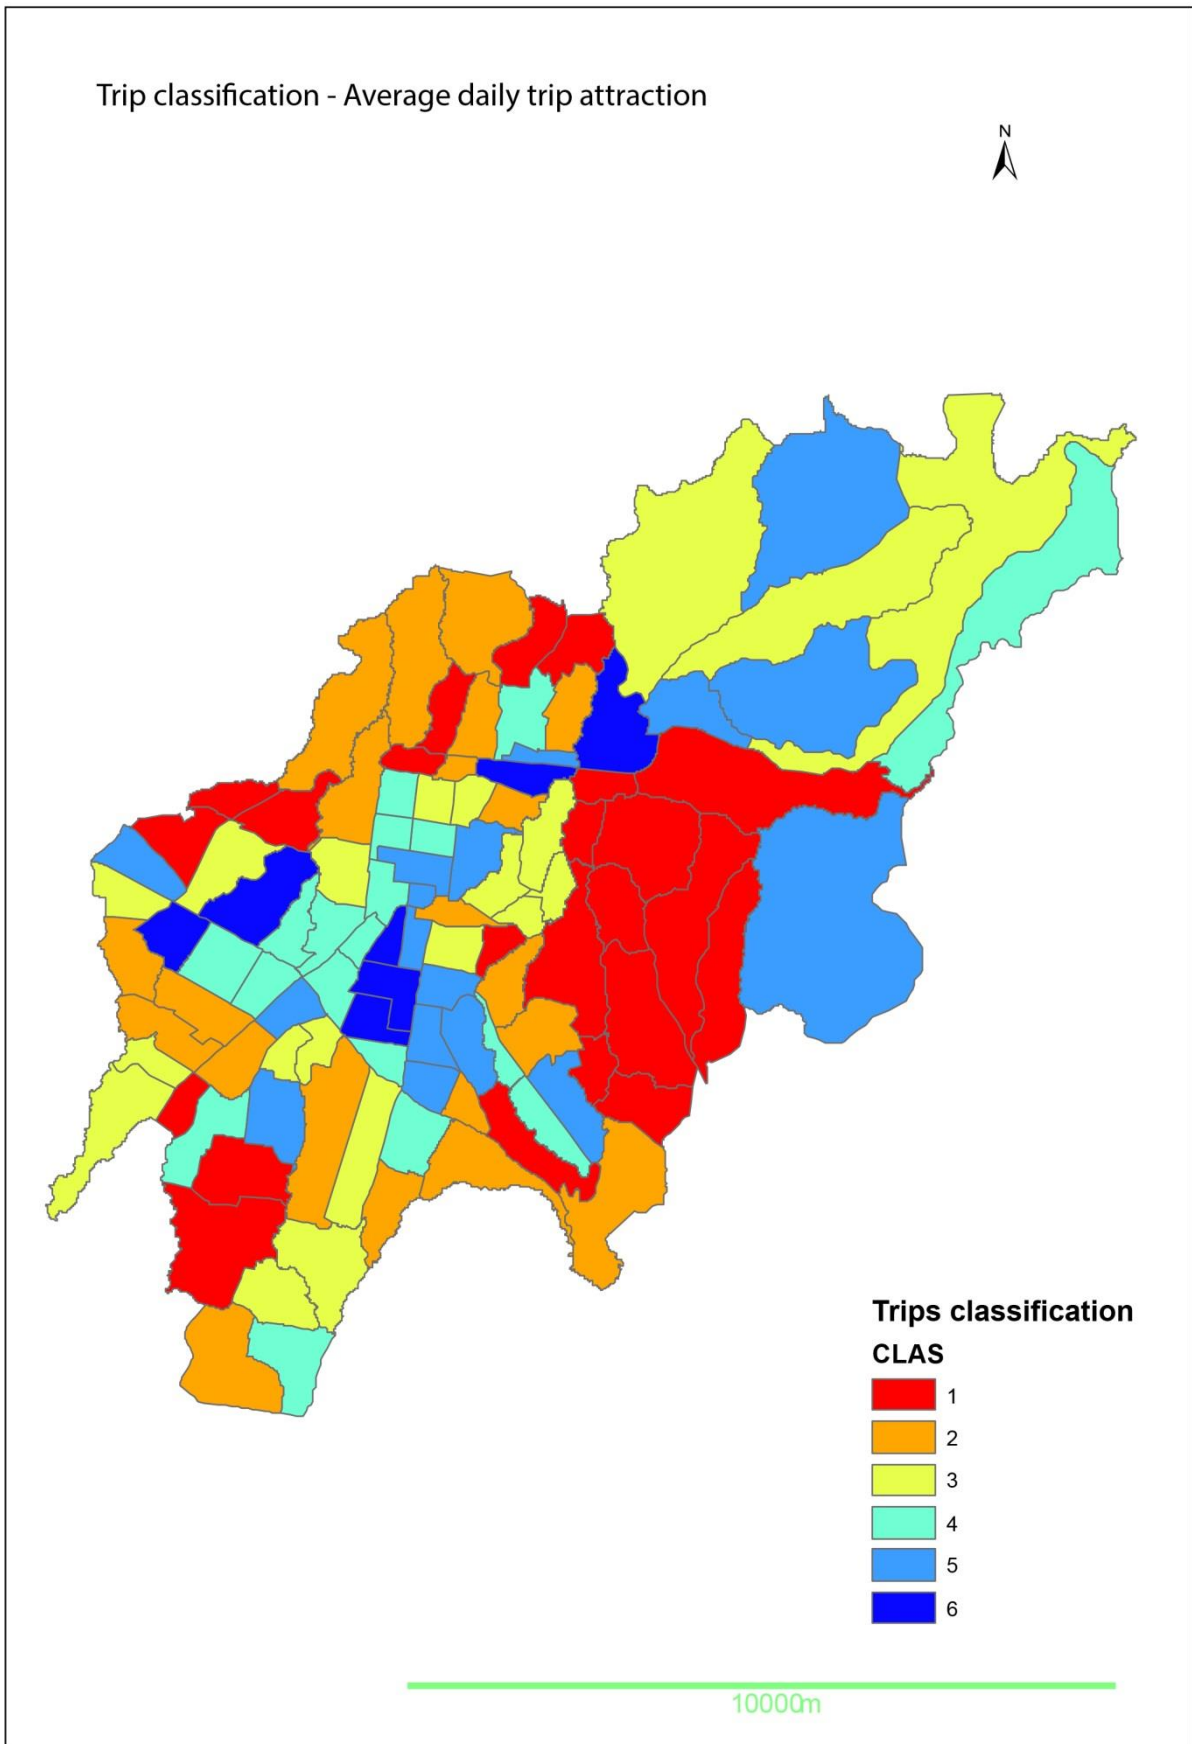 Trip classification - Average daily trip attraction
N
Trips classification
CLAS
1
2
3
4
5
6
10000m